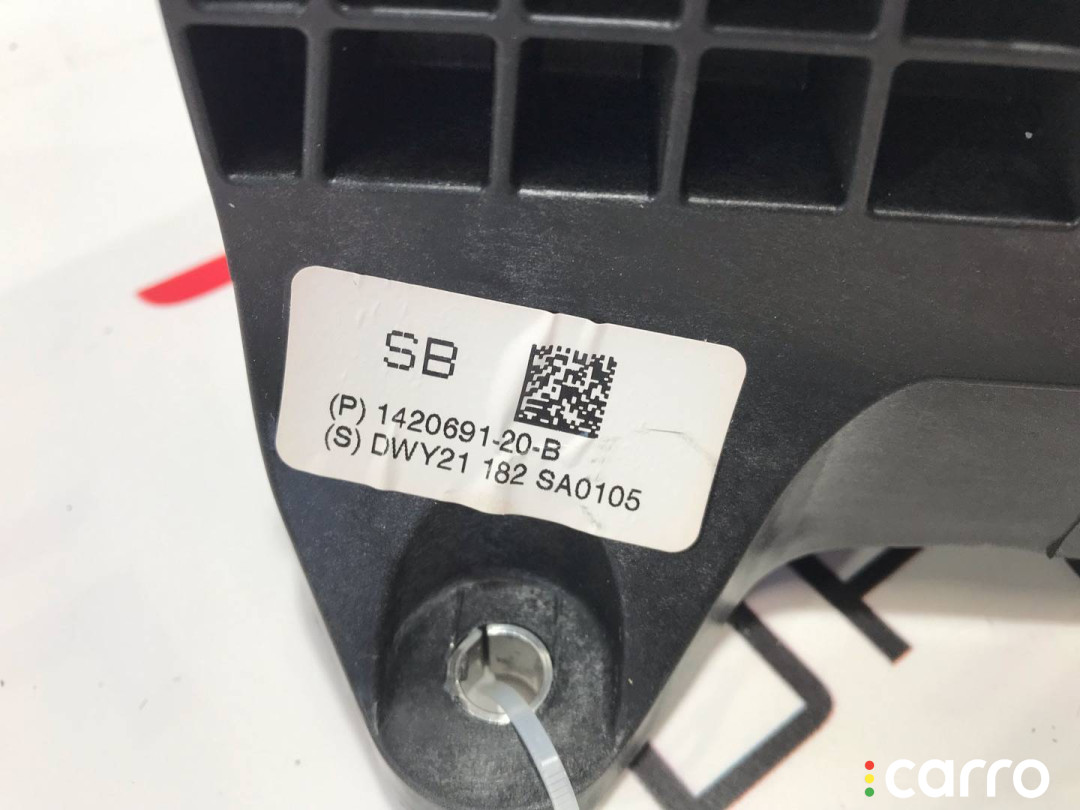 SB
(P) 1420691-20-B
(S) DWY21 182 SA0105
carro